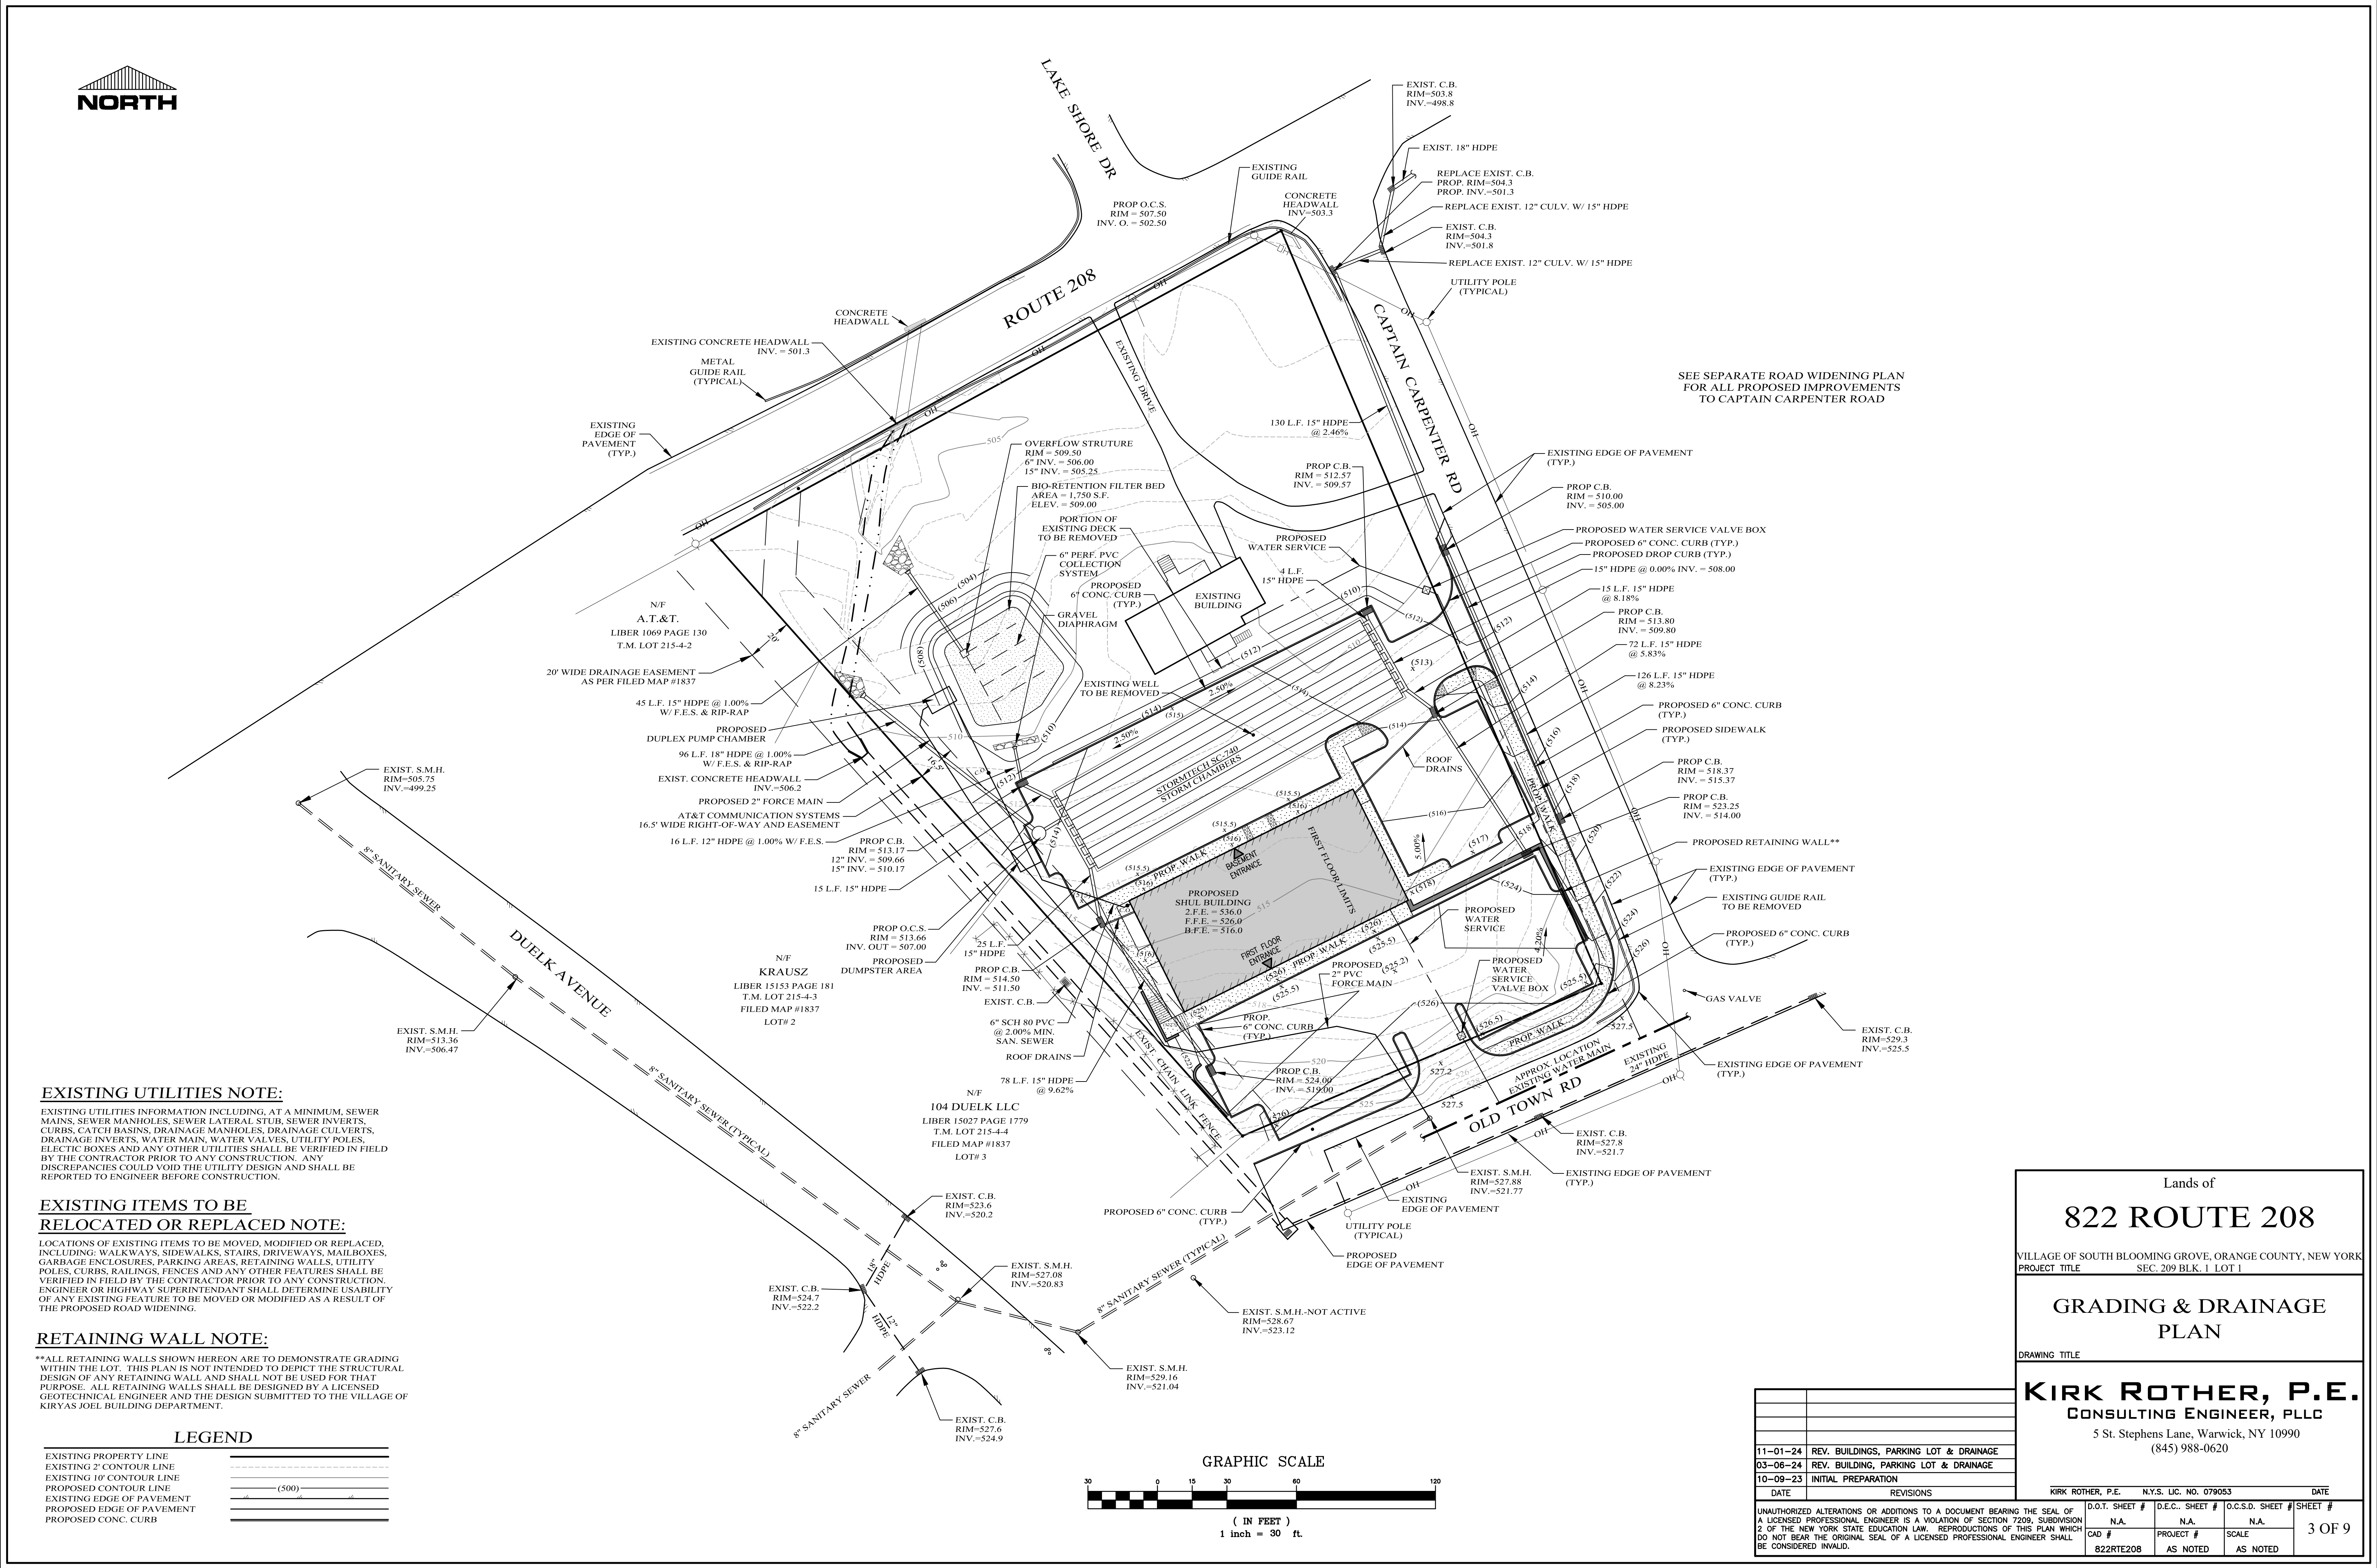 NORTH
LAKE SHORE DR
EXIST. C.B.
RIM=503.8
INV.=498.8
EXIST. 18" HDPE
EXISTING
GUIDE RAIL
REPLACE EXIST. C.B.
PROP. RIM=504.3
PROP. INV.=501.3
CONCRETE
HEADWALL
INV=503.3
PROP O.C.S.
RIM = 507.50
INV. O. = 502.50
REPLACE EXIST. 12" CULV. W/ 15" HDPE
EXIST. C.B.
RIM=504.3
INV.=501.8
REPLACE EXIST. 12" CULV. W/ 15" HDPE
UTILITY POLE
(TYPICAL)
ROUTE 208
CAPTAIN CARPENTER RD
CONCRETE
HEADWALL
EXISTING CONCRETE HEADWALL
INV. = 501.3
METAL
GUIDE RAIL
(TYPICAL)
EXISTING DRIVE
SEE SEPARATE ROAD WIDENING PLAN
FOR ALL PROPOSED IMPROVEMENTS
TO CAPTAIN CARPENTER ROAD
EXISTING
EDGE OF
PAVEMENT
(TYP.)
130 L.F. 15" HDPE
@ 2.46%
505
OVERFLOW STRUTURE
RIM = 509.50
6" INV. = 506.00
15" INV. = 505.25
EXISTING EDGE OF PAVEMENT
(TYP.)
PROP C.B.
RIM = 512.57
INV. = 509.57
BIO-RETENTION FILTER BED
AREA = 1,750 S.F.
ELEV. = 509.00
PROP C.B.
RIM = 510.00
INV. = 505.00
PORTION OF
EXISTING DECK
TO BE REMOVED
PROPOSED
WATER SERVICE
PROPOSED WATER SERVICE VALVE BOX
PROPOSED 6" CONC. CURB (TYP.)
PROPOSED DROP CURB (TYP.)
15" HDPE @ 0.00% INV. = 508.00
6" PERF. PVC
COLLECTION
SYSTEM
4 L.F.
15" HDPE
PROPOSED
6" CONC. CURB
(TYP.)
EXISTING
BUILDING
GRAVEL
DIAPHRAGM
15 L.F. 15" HDPE
@ 8.18%
PROP C.B.
RIM = 513.80
INV. = 509.80
72 L.F. 15" HDPE
@ 5.83%
126 L.F. 15" HDPE
@ 8.23%
N/F
A.T.&T.
LIBER 1069 PAGE 130
T.M. LOT 215-4-2
20'
(504)
(506)
(508)
(510)
(512)
(513)
(514)
(515)
20' WIDE DRAINAGE EASEMENT
AS PER FILED MAP #1837
45 L.F. 15" HDPE @ 1.00%
W/ F.E.S. & RIP-RAP
PROPOSED
DUPLEX PUMP CHAMBER
96 L.F. 18" HDPE @ 1.00%
W/ F.E.S. & RIP-RAP
EXIST. CONCRETE HEADWALL
INV.=506.2
PROPOSED 2" FORCE MAIN
AT&T COMMUNICATION SYSTEMS
16.5' WIDE RIGHT-OF-WAY AND EASEMENT
16 L.F. 12" HDPE @ 1.00% W/ F.E.S.
PROP C.B.
RIM = 513.17
12" INV. = 509.66
15" INV. = 510.17
15 L.F. 15" HDPE
EXISTING WELL
TO BE REMOVED
2.50%
2.50%
STORMTECH SC-740
STORM CHAMBERS
16.5'
C.O.
ROOF
DRAINS
PROPOSED 6" CONC. CURB
(TYP.)
PROPOSED SIDEWALK
(TYP.)
PROP C.B.
RIM = 518.37
INV. = 515.37
PROP C.B.
RIM = 523.25
INV. = 514.00
PROPOSED RETAINING WALL**
EXISTING EDGE OF PAVEMENT
(TYP.)
EXISTING GUIDE RAIL
TO BE REMOVED
PROPOSED 6" CONC. CURB
(TYP.)
PROP. WALK
BASEMENT
ENTRANCE
FIRST FLOOR LIMITS
5.00%
PROPOSED
SHUL BUILDING
2.F.E. = 536.0
F.F.E. = 526.0
B.F.E. = 516.0
FIRST FLOOR
ENTRANCE
PROP. WALK
PROP. WALK
PROPOSED
WATER
SERVICE
4.20%
PROPOSED
2" PVC
FORCE MAIN
PROPOSED
WATER
SERVICE
VALVE BOX
GAS VALVE
PROP O.C.S.
RIM = 513.66
INV. OUT = 507.00
PROPOSED
DUMPSTER AREA
25 L.F.
15" HDPE
PROP C.B.
RIM = 514.50
INV. = 511.50
EXIST. C.B.
6" SCH 80 PVC
@ 2.00% MIN.
SAN. SEWER
ROOF DRAINS
78 L.F. 15" HDPE
@ 9.62%
PROP.
6" CONC. CURB
(TYP.)
PROP C.B.
RIM = 524.00
INV. = 519.00
EXIST. CHAIN LINK FENCE
PROP. WALK
APPROX. LOCATION
EXISTING WATER MAIN
EXISTING
24" HDPE
OLD TOWN RD
527.2
527.5
527.5
EXIST. C.B.
RIM=529.3
INV.=525.5
EXISTING EDGE OF PAVEMENT
(TYP.)
EXIST. C.B.
RIM=527.8
INV.=521.7
EXISTING EDGE OF PAVEMENT
(TYP.)
EXIST. S.M.H.
RIM=527.88
INV.=521.77
EXISTING
EDGE OF PAVEMENT
UTILITY POLE
(TYPICAL)
PROPOSED
EDGE OF PAVEMENT
PROPOSED 6" CONC. CURB
(TYP.)
N/F
KRAUSZ
LIBER 15153 PAGE 181
T.M. LOT 215-4-3
FILED MAP #1837
LOT# 2
N/F
104 DUELK LLC
LIBER 15027 PAGE 1779
T.M. LOT 215-4-4
FILED MAP #1837
LOT# 3
EXIST. S.M.H.
RIM=505.75
INV.=499.25
8" SANITARY SEWER
DUELK AVENUE
EXIST. S.M.H.
RIM=513.36
INV.=506.47
8" SANITARY SEWER (TYPICAL)
EXIST. C.B.
RIM=523.6
INV.=520.2
18"
HDPE
EXIST. S.M.H.
RIM=527.08
INV.=520.83
EXIST. C.B.
RIM=524.7
INV.=522.2
12"
HDPE
8" SANITARY SEWER (TYPICAL)
EXIST. S.M.H.-NOT ACTIVE
RIM=528.67
INV.=523.12
EXIST. S.M.H.
RIM=529.16
INV.=521.04
8" SANITARY SEWER
EXIST. C.B.
RIM=527.6
INV.=524.9
EXISTING UTILITIES NOTE:
EXISTING UTILITIES INFORMATION INCLUDING, AT A MINIMUM, SEWER
MAINS, SEWER MANHOLES, SEWER LATERAL STUB, SEWER INVERTS,
CURBS, CATCH BASINS, DRAINAGE MANHOLES, DRAINAGE CULVERTS,
DRAINAGE INVERTS, WATER MAIN, WATER VALVES, UTILITY POLES,
ELECTIC BOXES AND ANY OTHER UTILITIES SHALL BE VERIFIED IN FIELD
BY THE CONTRACTOR PRIOR TO ANY CONSTRUCTION. ANY
DISCREPANCIES COULD VOID THE UTILITY DESIGN AND SHALL BE
REPORTED TO ENGINEER BEFORE CONSTRUCTION.
EXISTING ITEMS TO BE
RELOCATED OR REPLACED NOTE:
LOCATIONS OF EXISTING ITEMS TO BE MOVED, MODIFIED OR REPLACED,
INCLUDING: WALKWAYS, SIDEWALKS, STAIRS, DRIVEWAYS, MAILBOXES,
GARBAGE ENCLOSURES, PARKING AREAS, RETAINING WALLS, UTILITY
POLES, CURBS, RAILINGS, FENCES AND ANY OTHER FEATURES SHALL BE
VERIFIED IN FIELD BY THE CONTRACTOR PRIOR TO ANY CONSTRUCTION.
ENGINEER OR HIGHWAY SUPERINTENDANT SHALL DETERMINE USABILITY
OF ANY EXISTING FEATURE TO BE MOVED OR MODIFIED AS A RESULT OF
THE PROPOSED ROAD WIDENING.
RETAINING WALL NOTE:
**ALL RETAINING WALLS SHOWN HEREON ARE TO DEMONSTRATE GRADING
WITHIN THE LOT. THIS PLAN IS NOT INTENDED TO DEPICT THE STRUCTURAL
DESIGN OF ANY RETAINING WALL AND SHALL NOT BE USED FOR THAT
PURPOSE. ALL RETAINING WALLS SHALL BE DESIGNED BY A LICENSED
GEOTECHNICAL ENGINEER AND THE DESIGN SUBMITTED TO THE VILLAGE OF
KIRYAS JOEL BUILDING DEPARTMENT.
LEGEND
EXISTING PROPERTY LINE
EXISTING 2' CONTOUR LINE
EXISTING 10' CONTOUR LINE
PROPOSED CONTOUR LINE (500)
EXISTING EDGE OF PAVEMENT
PROPOSED EDGE OF PAVEMENT
PROPOSED CONC. CURB
GRAPHIC SCALE
30 0 15 30 60 120
( IN FEET )
1 inch = 30 ft.
Lands of
822 ROUTE 208
VILLAGE OF SOUTH BLOOMING GROVE, ORANGE COUNTY, NEW YORK
PROJECT TITLE SEC. 209 BLK. 1 LOT 1
GRADING & DRAINAGE
PLAN
DRAWING TITLE
KIRK ROTHER, P.E.
CONSULTING ENGINEER, PLLC
5 St. Stephens Lane, Warwick, NY 10990
(845) 988-0620
KIRK ROTHER, P.E. N.Y.S. LIC. NO. 079053 DATE
11-01-24 REV. BUILDINGS, PARKING LOT & DRAINAGE
03-06-24 REV. BUILDING, PARKING LOT & DRAINAGE
10-09-23 INITIAL PREPARATION
DATE REVISIONS
UNAUTHORIZED ALTERATIONS OR ADDITIONS TO A DOCUMENT BEARING THE SEAL OF
A LICENSED PROFESSIONAL ENGINEER IS A VIOLATION OF SECTION 7209, SUBDIVISION
2 OF THE NEW YORK STATE EDUCATION LAW. REPRODUCTIONS OF THIS PLAN WHICH
DO NOT BEAR THE ORIGINAL SEAL OF A LICENSED PROFESSIONAL ENGINEER SHALL
BE CONSIDERED INVALID.
D.O.T. SHEET # D.E.C.. SHEET # O.C.S.D. SHEET # SHEET #
N.A. N.A. N.A. 3 OF 9
CAD # PROJECT # SCALE
822RTE208 AS NOTED AS NOTED